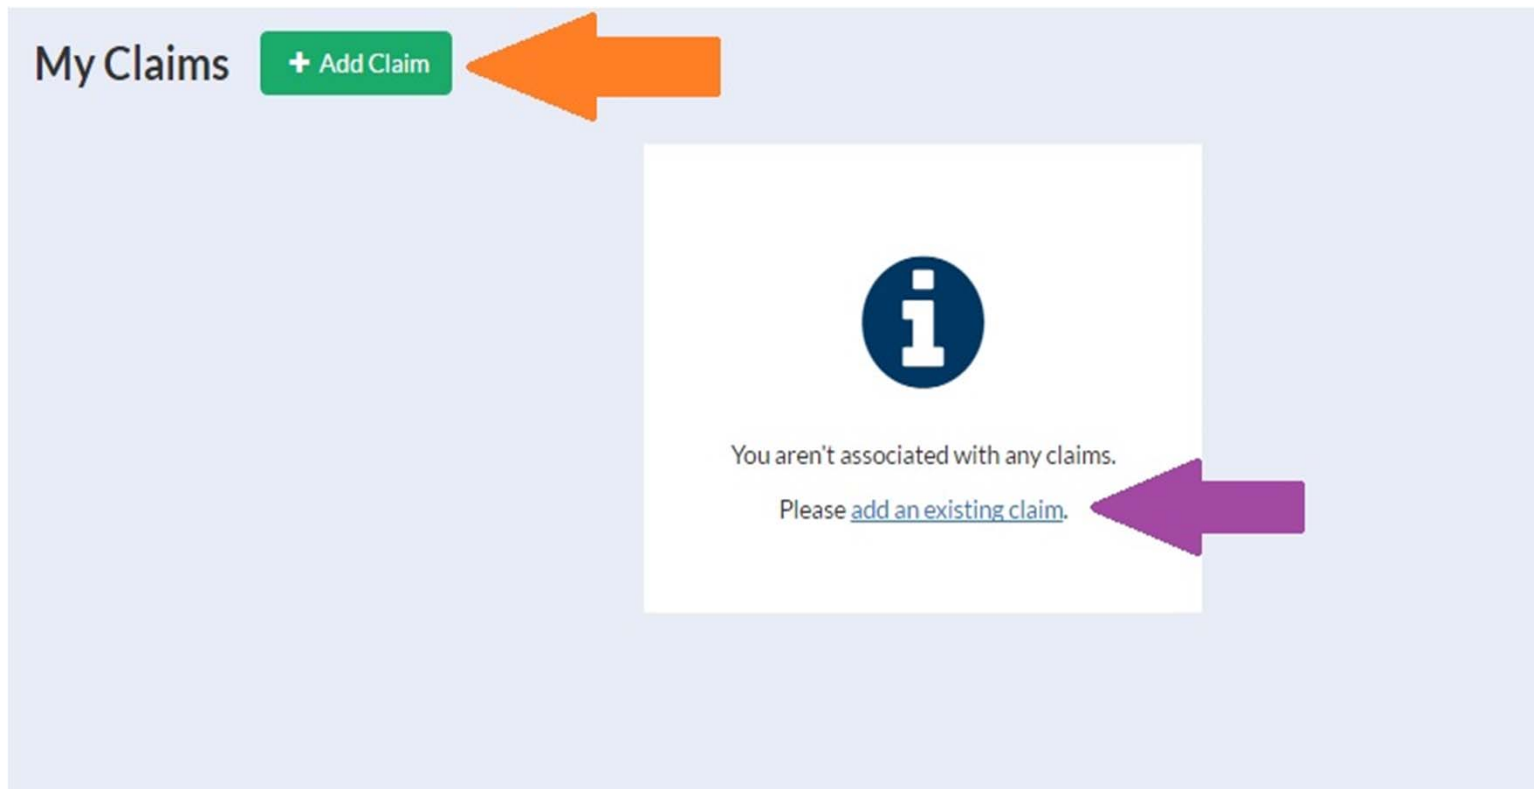 My Claims
+ Add Claim
You aren't associated with any claims.
Please add an existing claim.